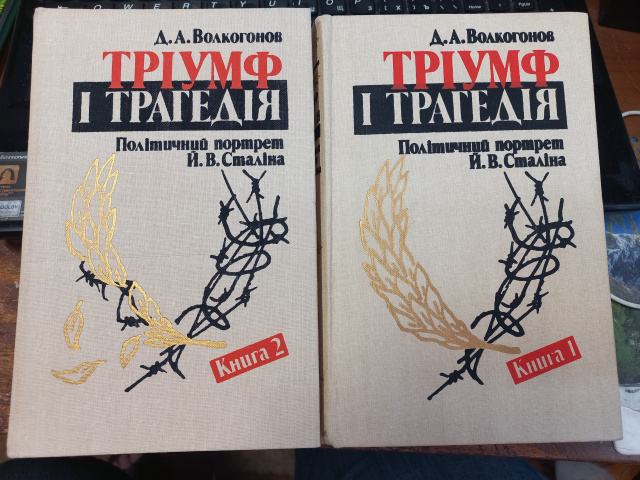 Д. А. Волкогонов
ТРІУМФ
І ТРАГЕДІЯ
Політичний портрет
Й. В. Сталіна
Книга 2
Д. А. Волкогонов
ТРІУМФ
І ТРАГЕДІЯ
Політичний портрет
Й. В. Сталіна
Книга 1